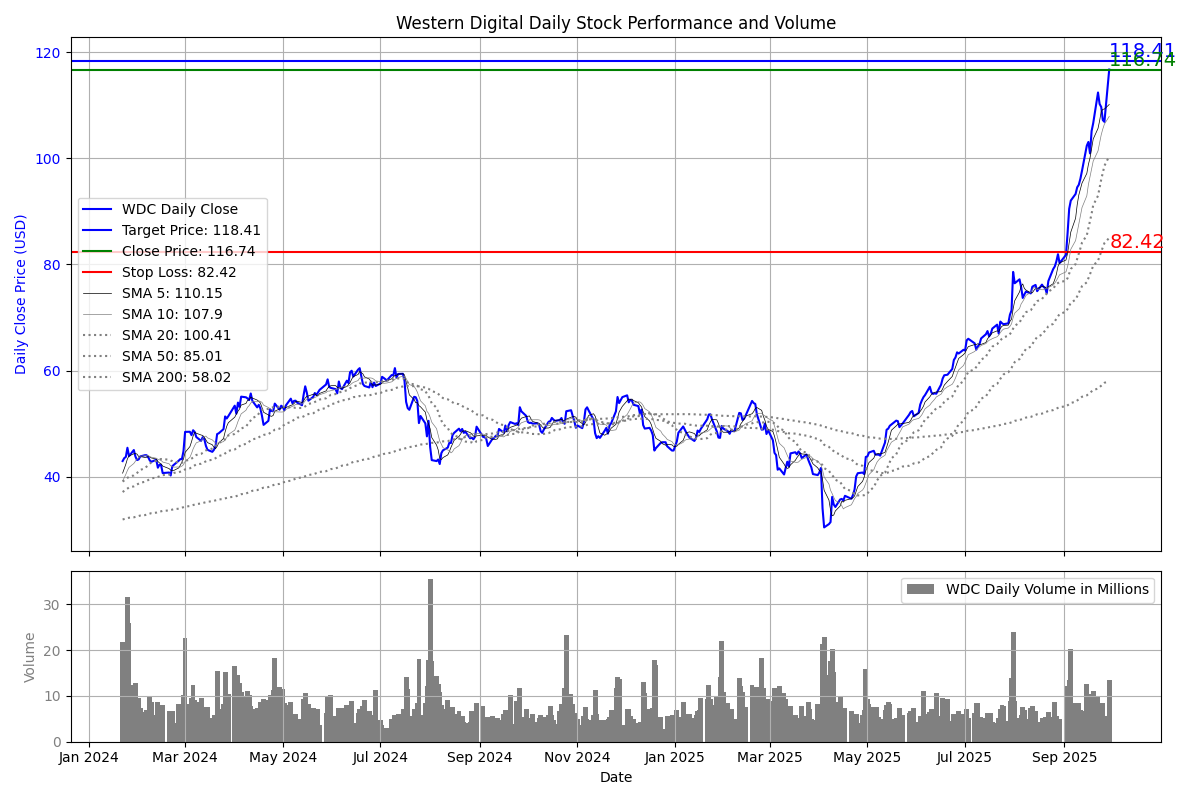 Western Digital Daily Stock Performance and Volume
118.41
116.74
82.42
Daily Close Price (USD)
120
100
80
60
40
WDC Daily Close
Target Price: 118.41
Close Price: 116.74
Stop Loss: 82.42
SMA 5: 110.15
SMA 10: 107.9
SMA 20: 100.41
SMA 50: 85.01
SMA 200: 58.02
Volume
30
20
10
0
WDC Daily Volume in Millions
Jan 2024 Mar 2024 May 2024 Jul 2024 Sep 2024 Nov 2024 Jan 2025 Mar 2025 May 2025 Jul 2025 Sep 2025
Date